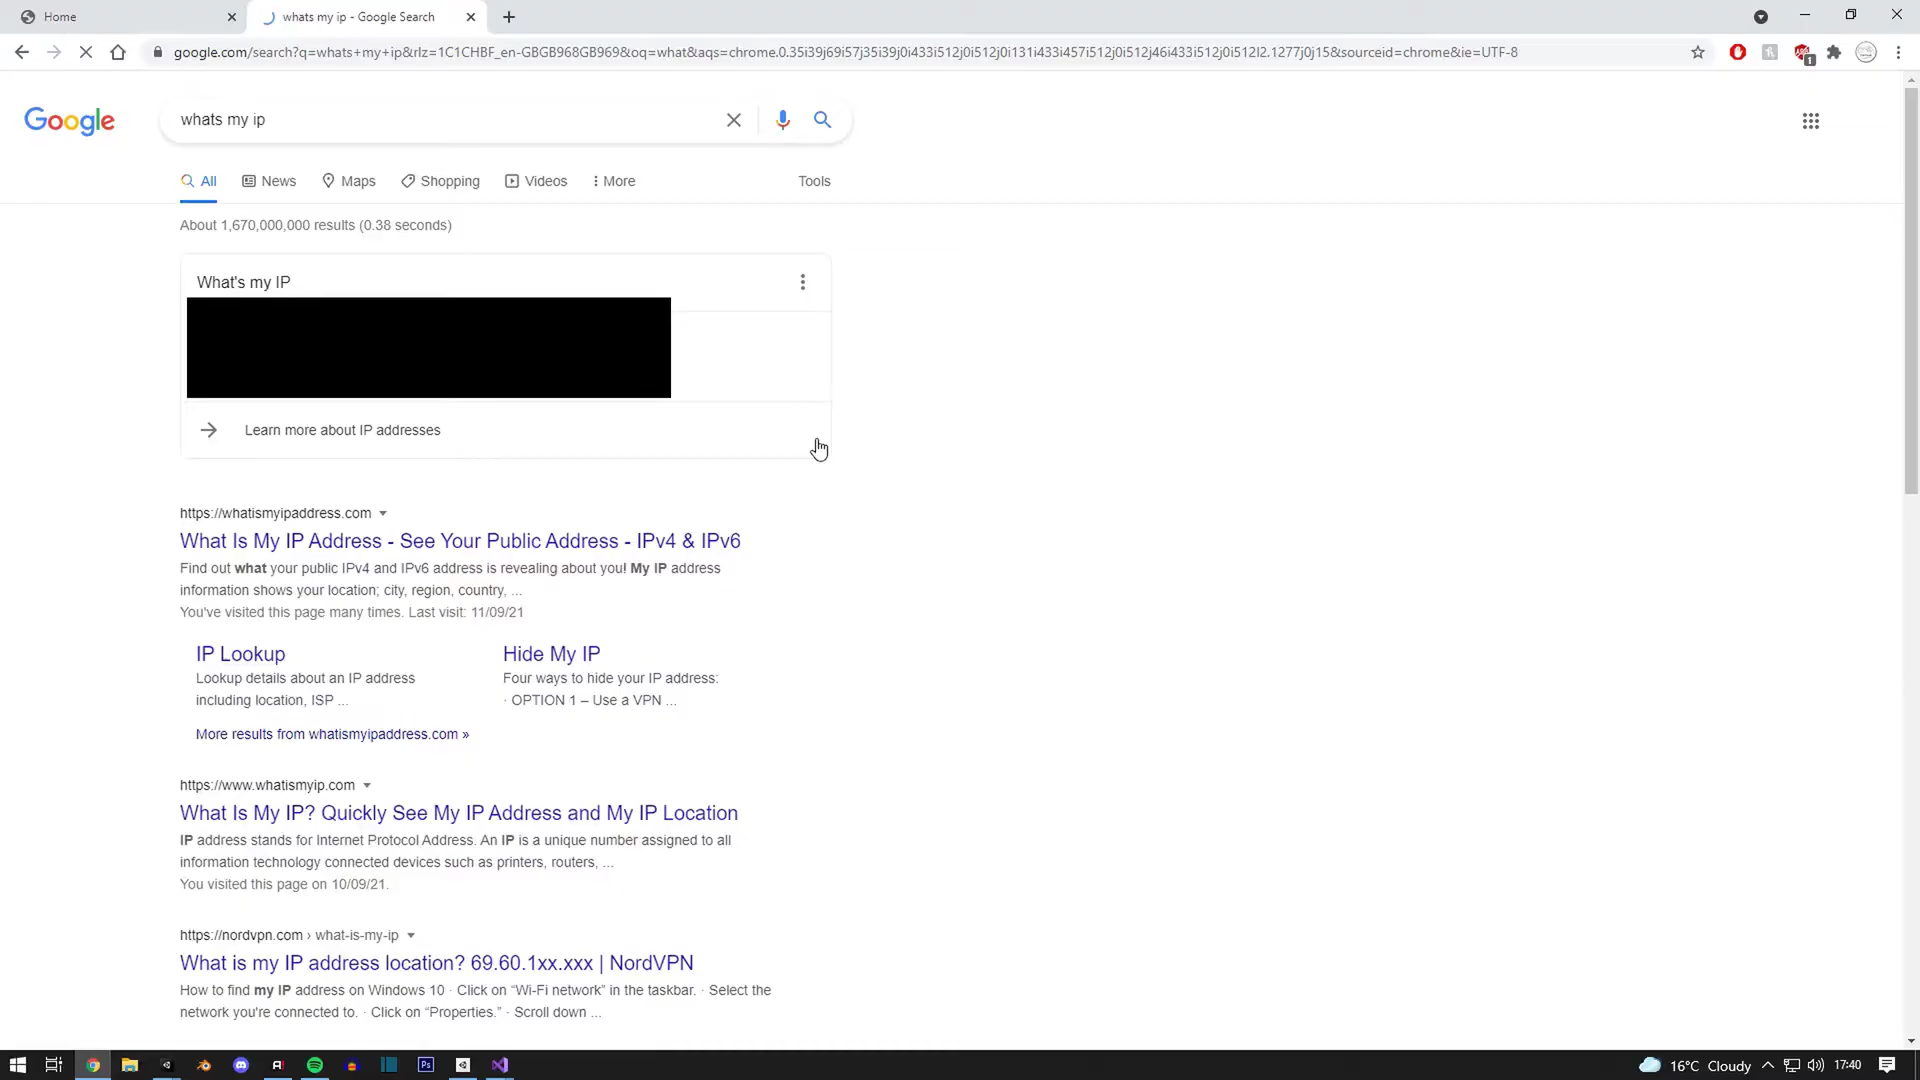 Home
whats my ip - Google Search
google.com/search?q=whats+my+ip&rlz=1C1CHBF_en-GBGB968GB969&oq=what&aqs=chrome.0.35i39j69i57j35i39j0i433i512j0i512j0i131i433i457i512j0i512j46i433i512j0i512l2.1277j0j15&sourceid=chrome&ie=UTF-8
1
Google
whats my ip
All
News
Maps
Shopping
Videos
More
Tools
About 1,670,000,000 results (0.38 seconds)
What's my IP
Learn more about IP addresses
https://whatismyipaddress.com
What Is My IP Address - See Your Public Address - IPv4 & IPv6
Find out what your public IPv4 and IPv6 address is revealing about you! My IP address
information shows your location; city, region, country, ...
You've visited this page many times. Last visit: 11/09/21
IP Lookup
Lookup details about an IP address
including location, ISP ...
Hide My IP
Four ways to hide your IP address:
· OPTION 1 – Use a VPN ...
More results from whatismyipaddress.com »
https://www.whatismyip.com
What Is My IP? Quickly See My IP Address and My IP Location
IP address stands for Internet Protocol Address. An IP is a unique number assigned to all
information technology connected devices such as printers, routers, ...
You visited this page on 10/09/21.
https://nordvpn.com › what-is-my-ip
What is my IP address location? 69.60.1xx.xxx | NordVPN
How to find my IP address on Windows 10 · Click on “Wi-Fi network” in the taskbar. · Select the
network you're connected to. · Click on “Properties.” · Scroll down ...
Ps
16°C Cloudy
17:40